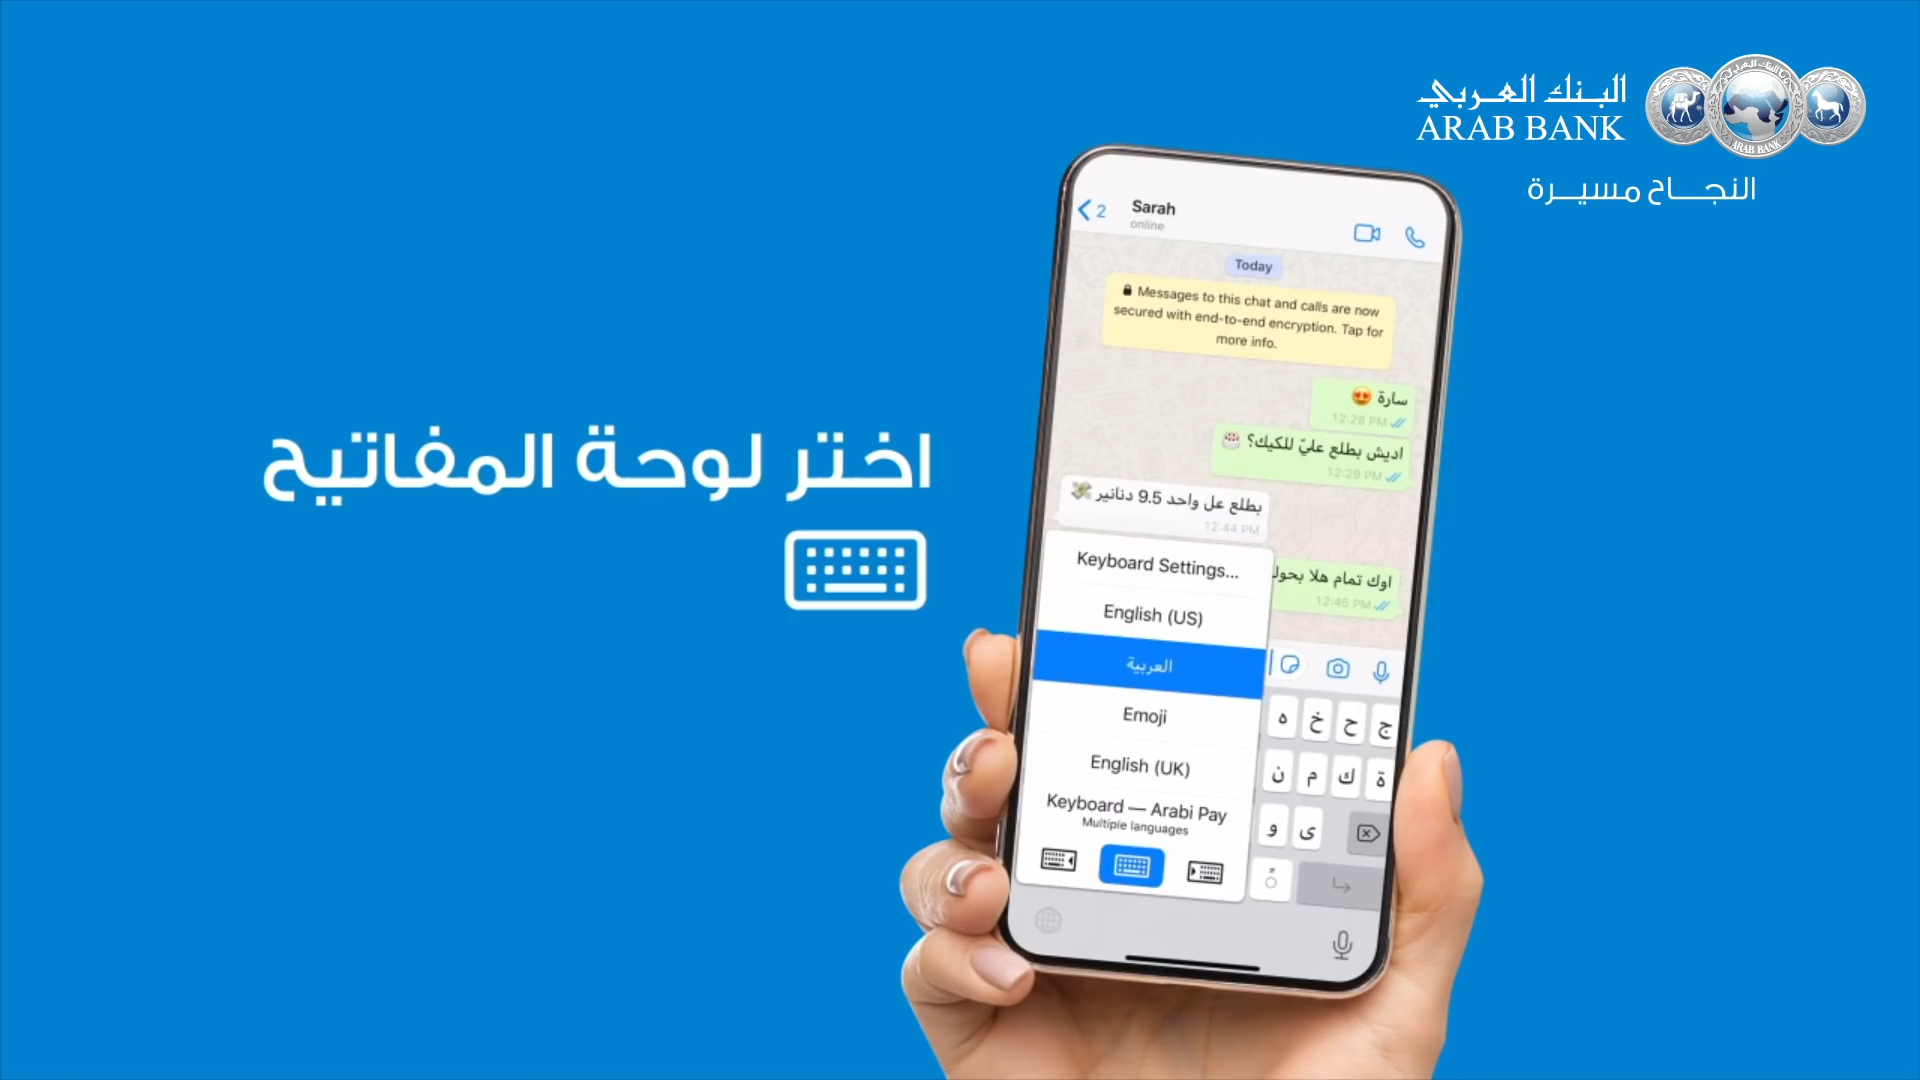 البنك العربي
ARAB BANK
النجاح مسيرة
اختر لوحة المفاتيح
2
Sarah
online
Today
Messages to this chat and calls are now
secured with end-to-end encryption. Tap for
more info.
سارة 😍
12:28 PM
اديش بطلع عليّ للكيك؟ 🎂
12:29 PM
بطلع عل واحد 9.5 دنانير 💸
12:44 PM
اوك تمام هلا بحول
12:45 PM
Keyboard Settings...
English (US)
العربية
Emoji
English (UK)
Keyboard — Arabi Pay
Multiple languages
ج ح خ ه
ة ك م ن
ى و